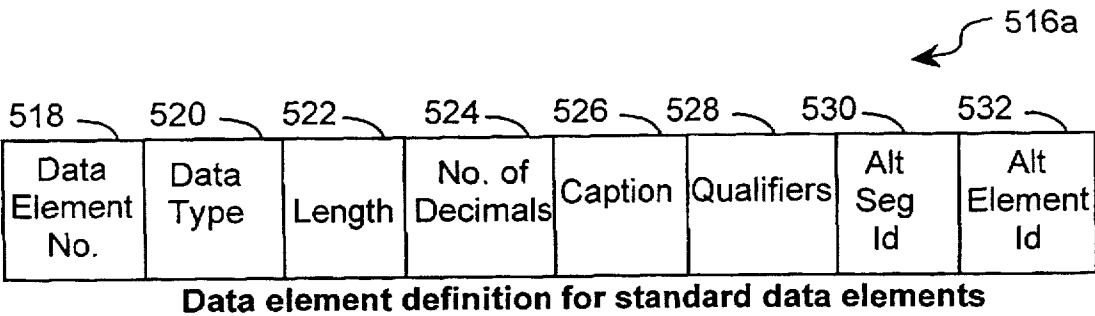 516a
518 520 522 524 526 528 530 532
Data Element No.
Data Type
Length
No. of Decimals
Caption
Qualifiers
Alt Seg Id
Alt Element Id
Data element definition for standard data elements